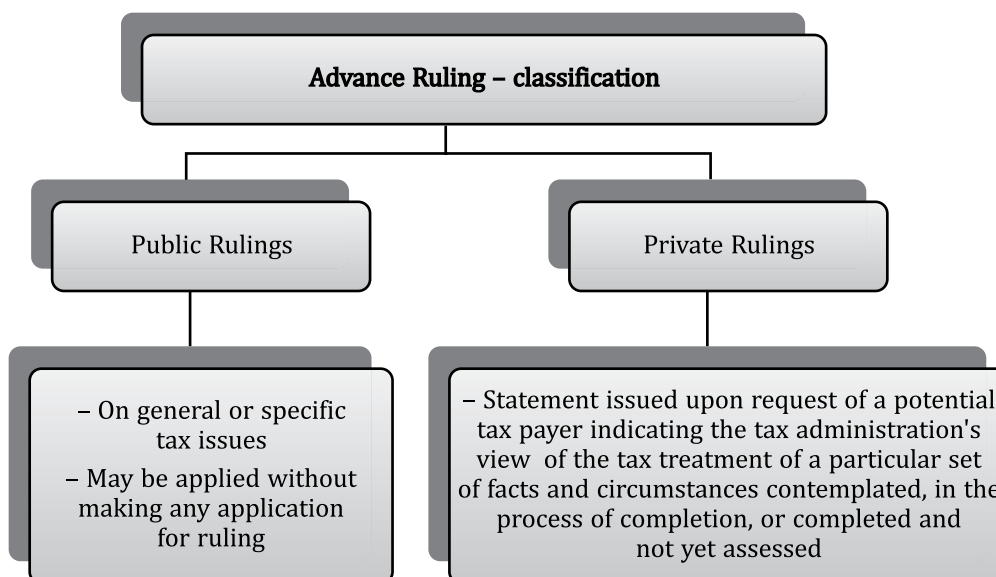 Advance Ruling – classification
Public Rulings
Private Rulings
– On general or specific
tax issues
– May be applied without
making any application
for ruling
– Statement issued upon request of a potential
tax payer indicating the tax administration's
view of the tax treatment of a particular set
of facts and circumstances contemplated, in the
process of completion, or completed and
not yet assessed